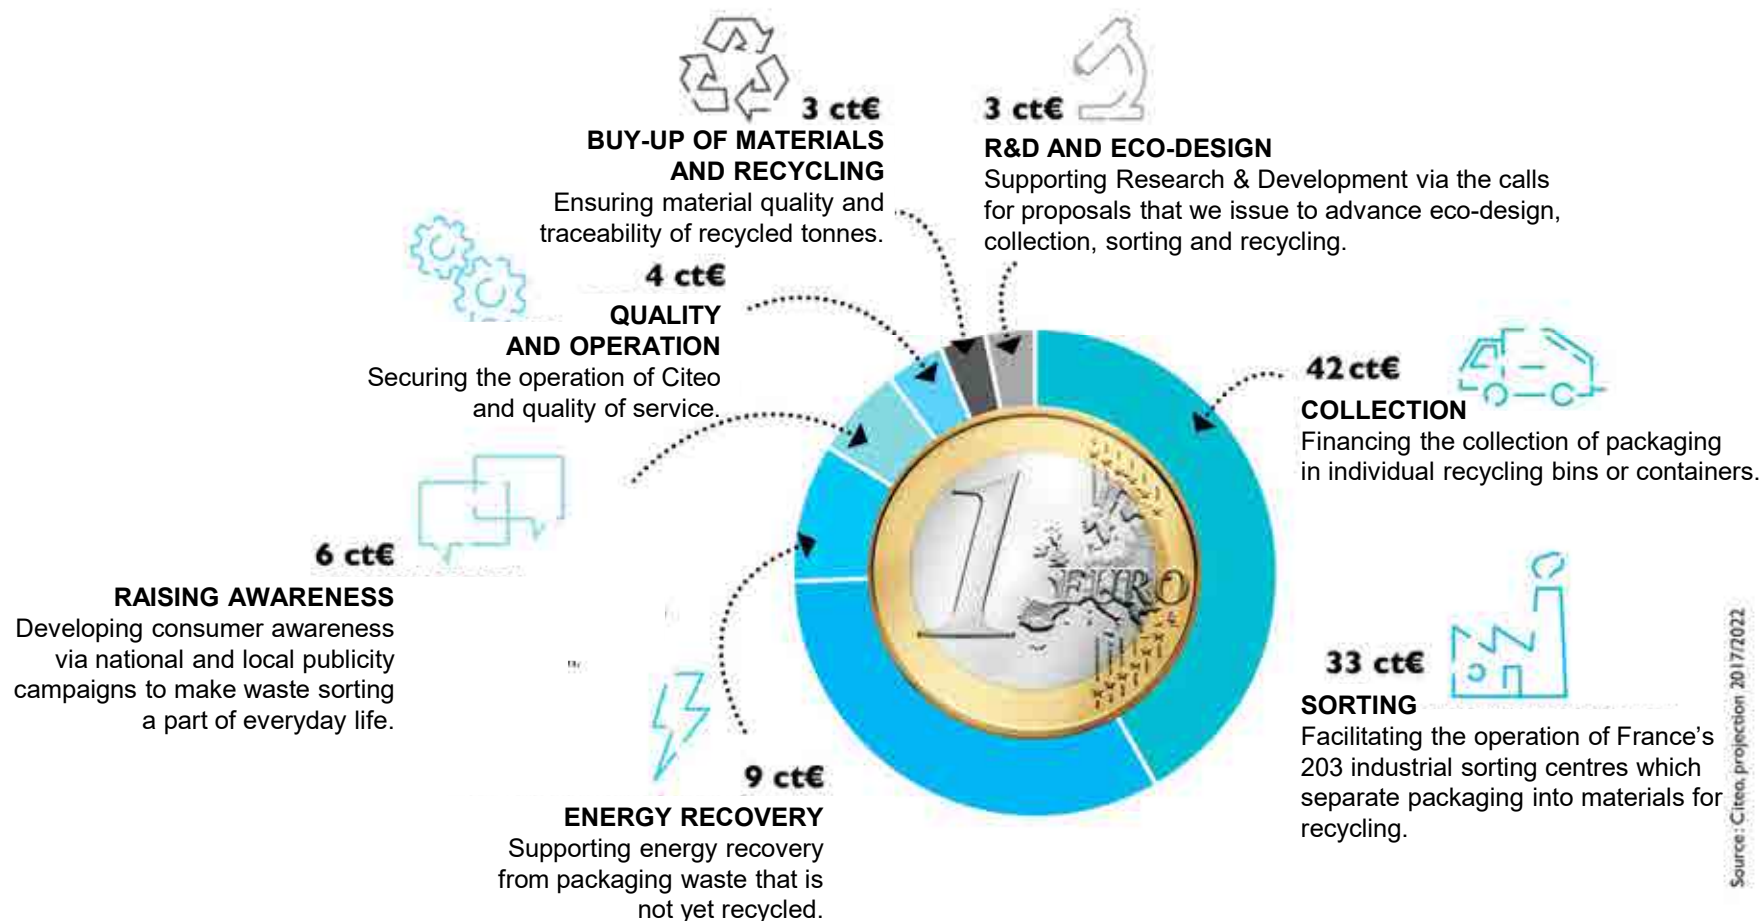 3 ct€
BUY-UP OF MATERIALS
AND RECYCLING
Ensuring material quality and
traceability of recycled tonnes.
3 ct€
R&D AND ECO-DESIGN
Supporting Research & Development via the calls
for proposals that we issue to advance eco-design,
collection, sorting and recycling.
4 ct€
QUALITY
AND OPERATION
Securing the operation of Citeo
and quality of service.
42 ct€
COLLECTION
Financing the collection of packaging
in individual recycling bins or containers.
6 ct€
RAISING AWARENESS
Developing consumer awareness
via national and local publicity
campaigns to make waste sorting
a part of everyday life.
1
EURO
33 ct€
SORTING
Facilitating the operation of France’s
203 industrial sorting centres which
separate packaging into materials for
recycling.
9 ct€
ENERGY RECOVERY
Supporting energy recovery
from packaging waste that is
not yet recycled.
Source: Citeo, projection 2017/2022